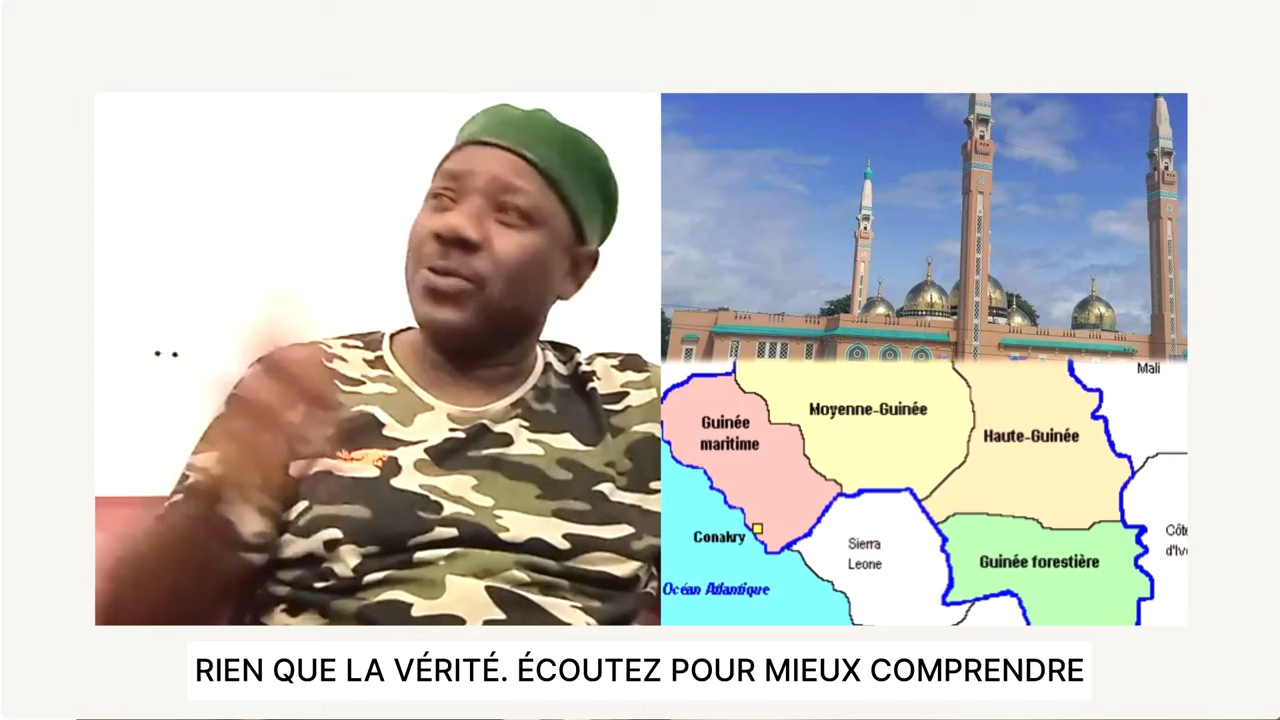 Mali
Moyenne-Guinée
Guinée
maritime
Haute-Guinée
Conakry
Sierra
Leone
Guinée forestière
Océan Atlantique
RIEN QUE LA VÉRITÉ. ÉCOUTEZ POUR MIEUX COMPRENDRE